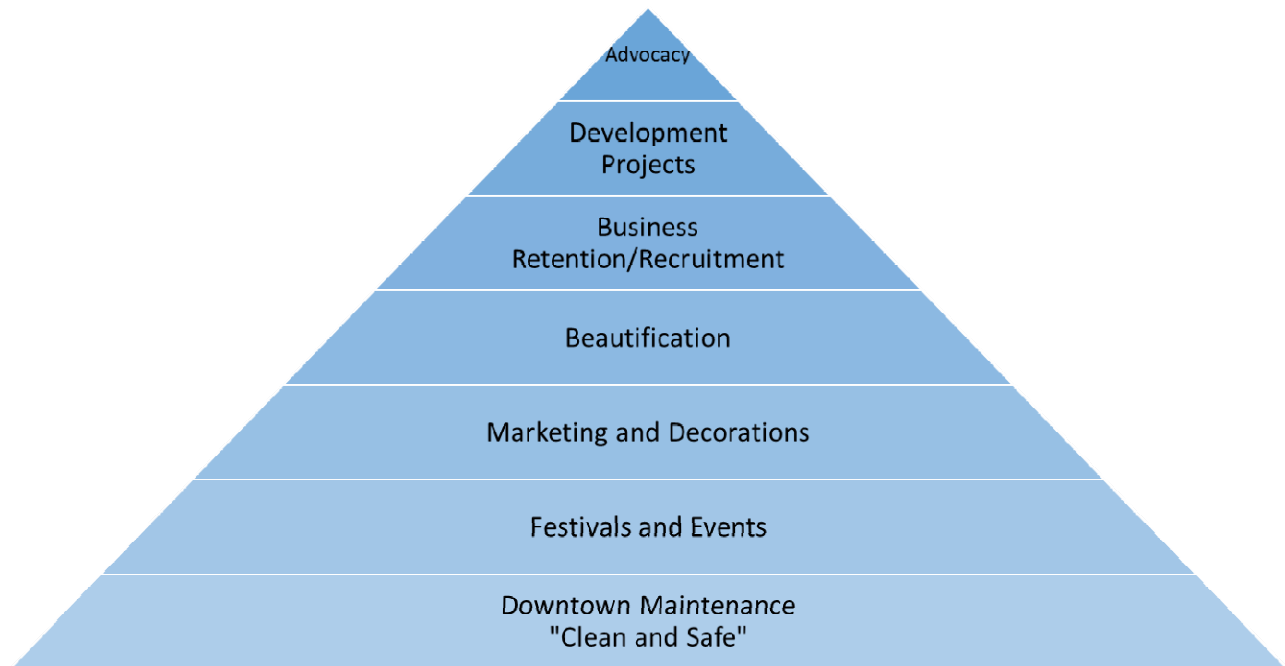 Advocacy
Development
Projects
Business
Retention/Recruitment
Beautification
Marketing and Decorations
Festivals and Events
Downtown Maintenance
"Clean and Safe"